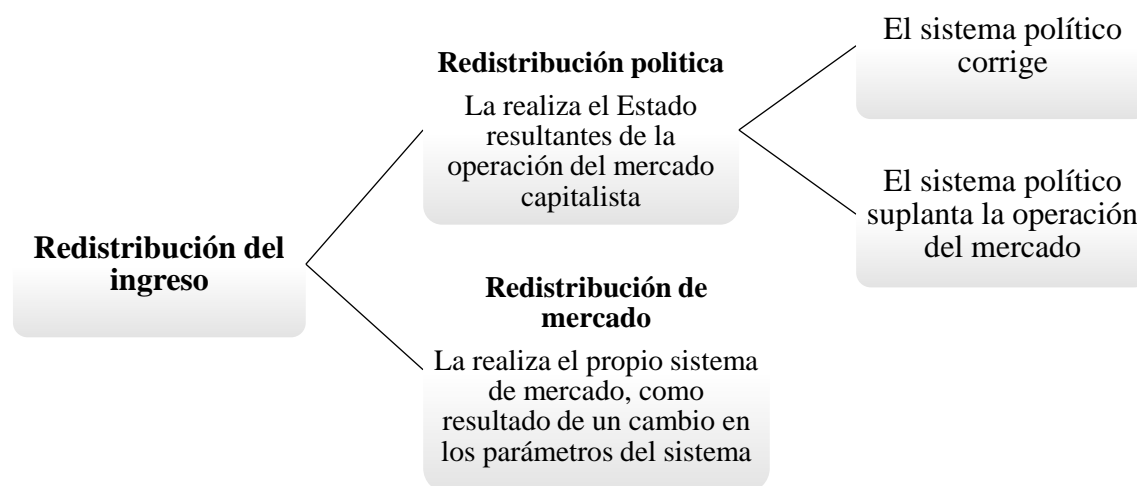 Redistribución del
ingreso
Redistribución politica
La realiza el Estado
resultantes de la
operación del mercado
capitalista
El sistema político
corrige
El sistema político
suplanta la operación
del mercado
Redistribución de
mercado
La realiza el propio sistema
de mercado, como
resultado de un cambio en
los parámetros del sistema